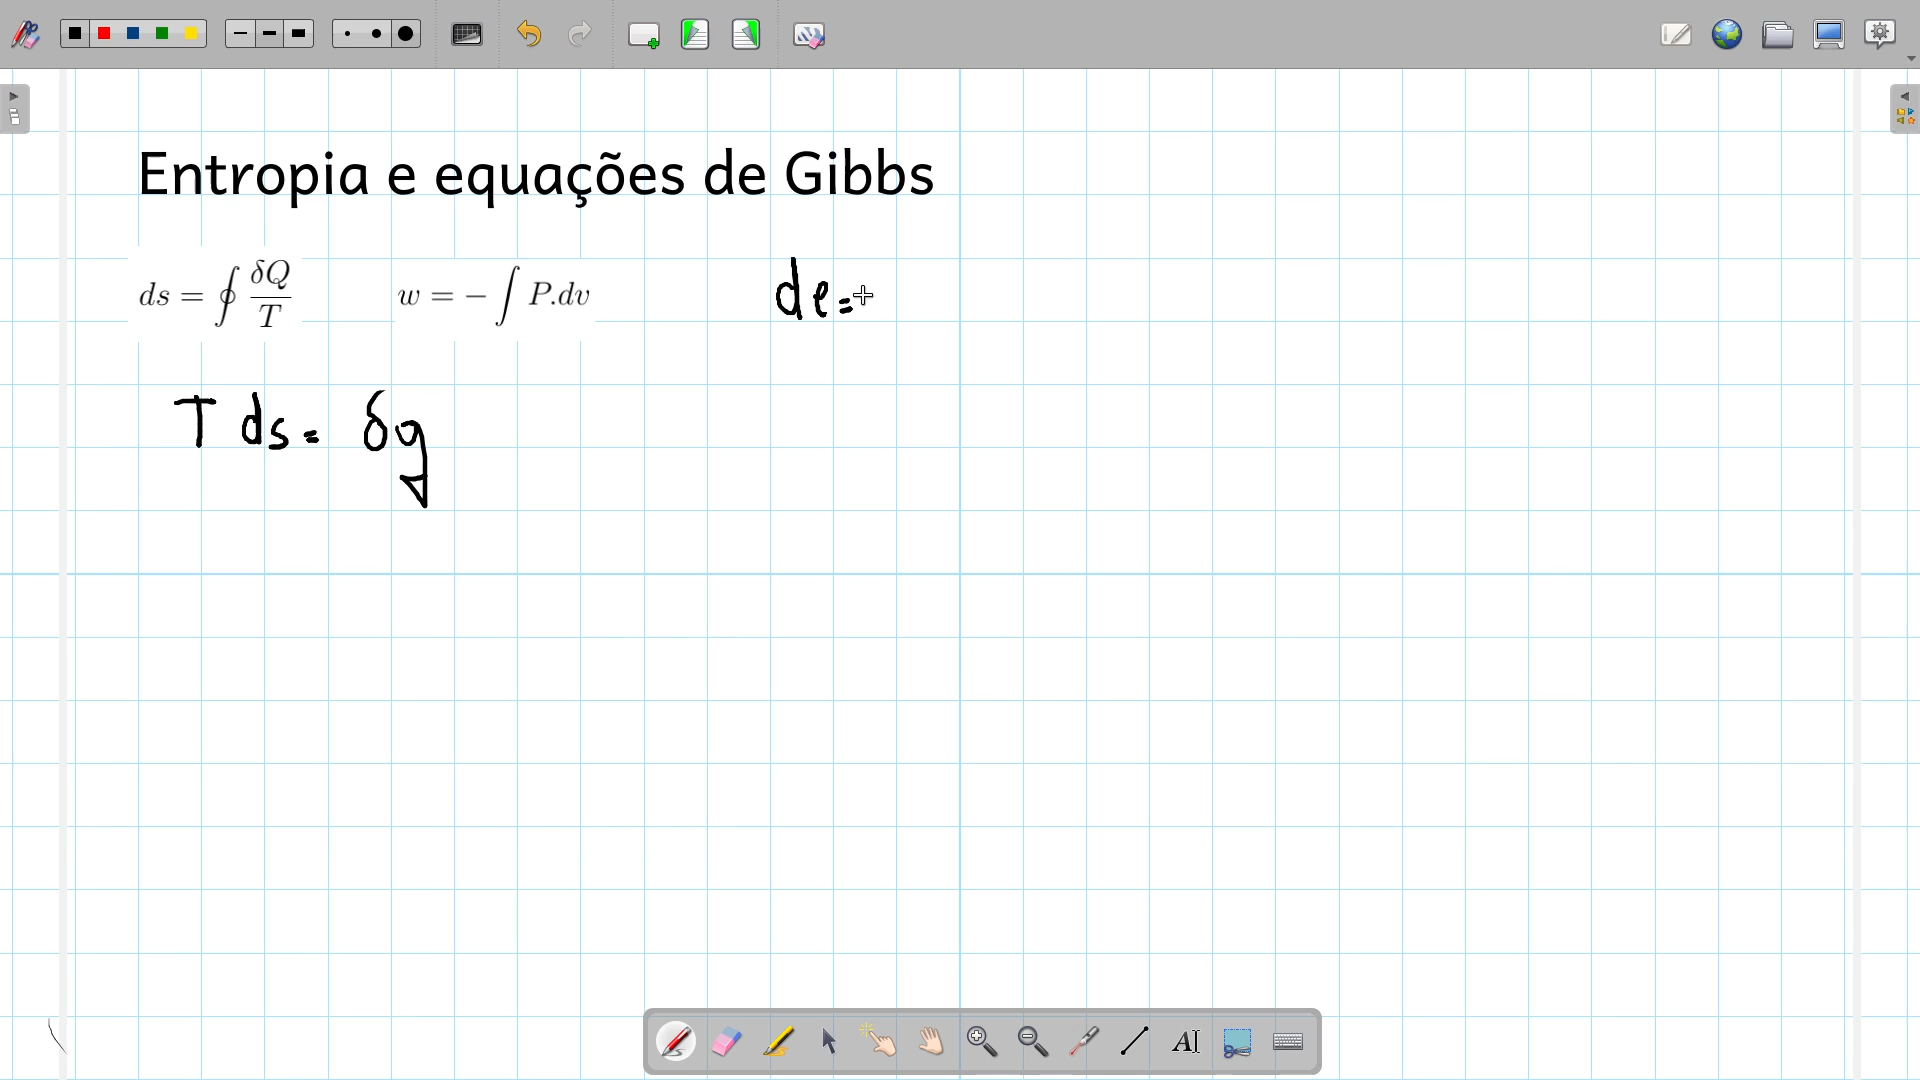 Entropia e equações de Gibbs
ds = ∮ δQ/T w = − ∫ P.dv de =
T ds = δq